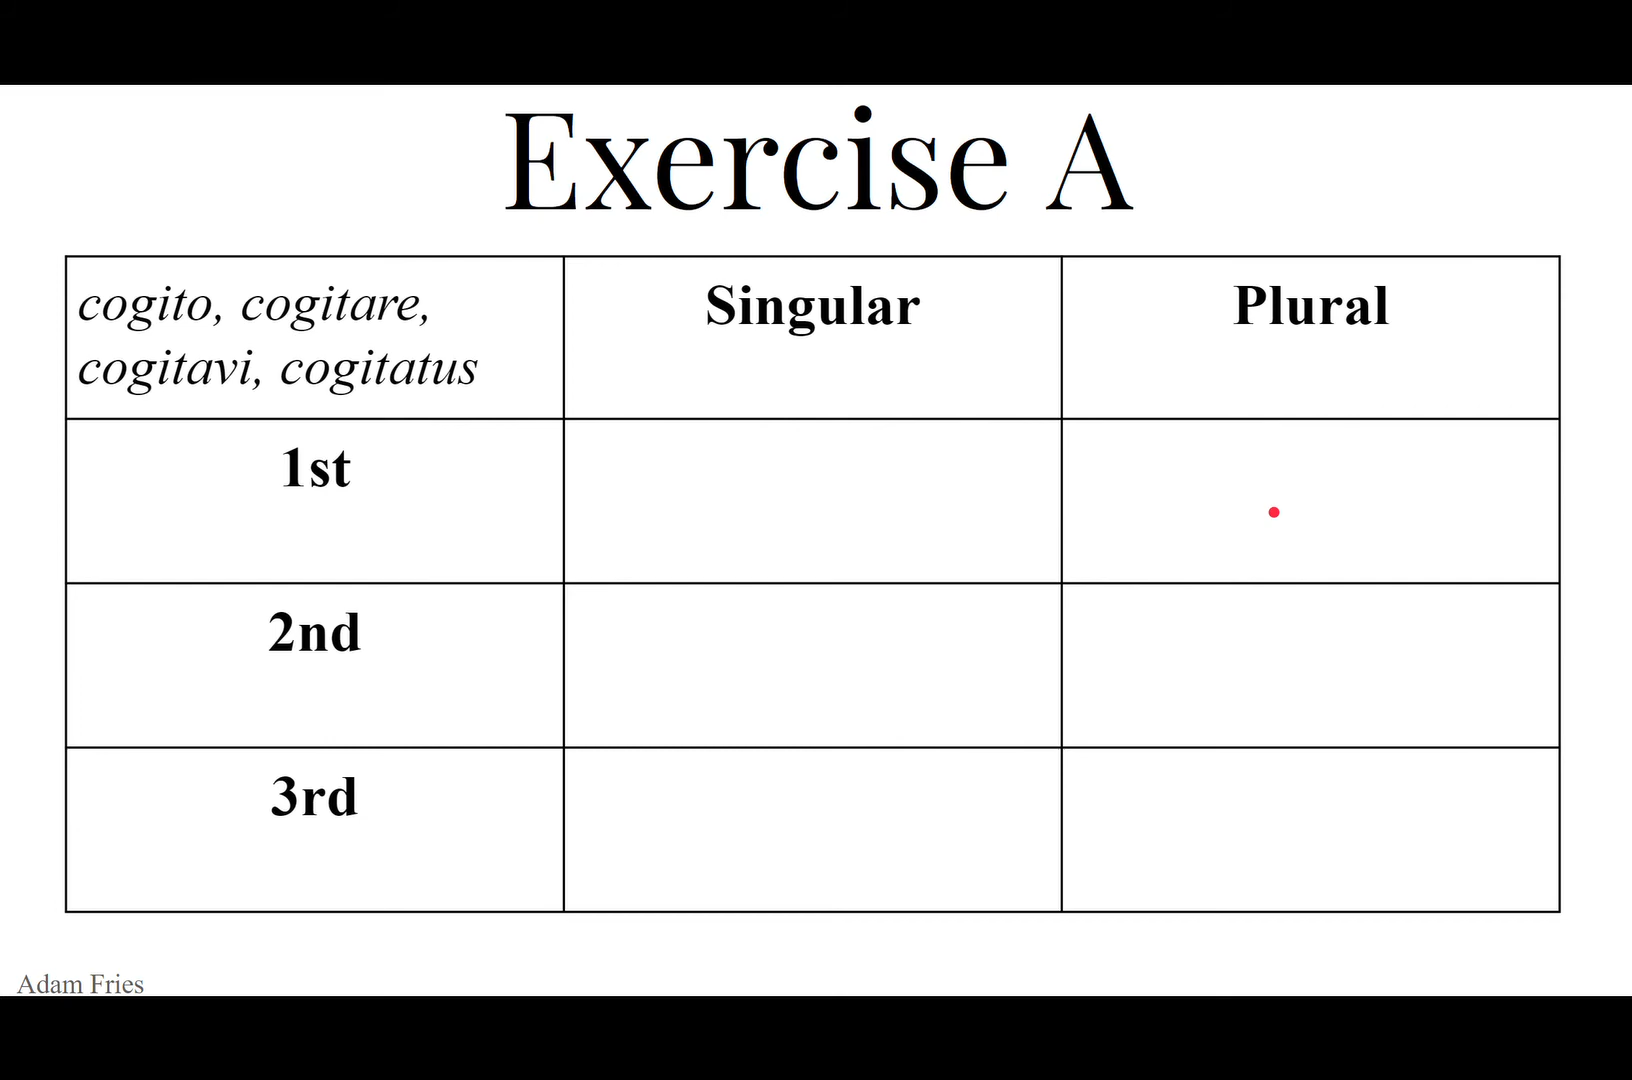 Exercise A
cogito, cogitare,
cogitavi, cogitatus
Singular
Plural
1st
2nd
3rd
Adam Fries